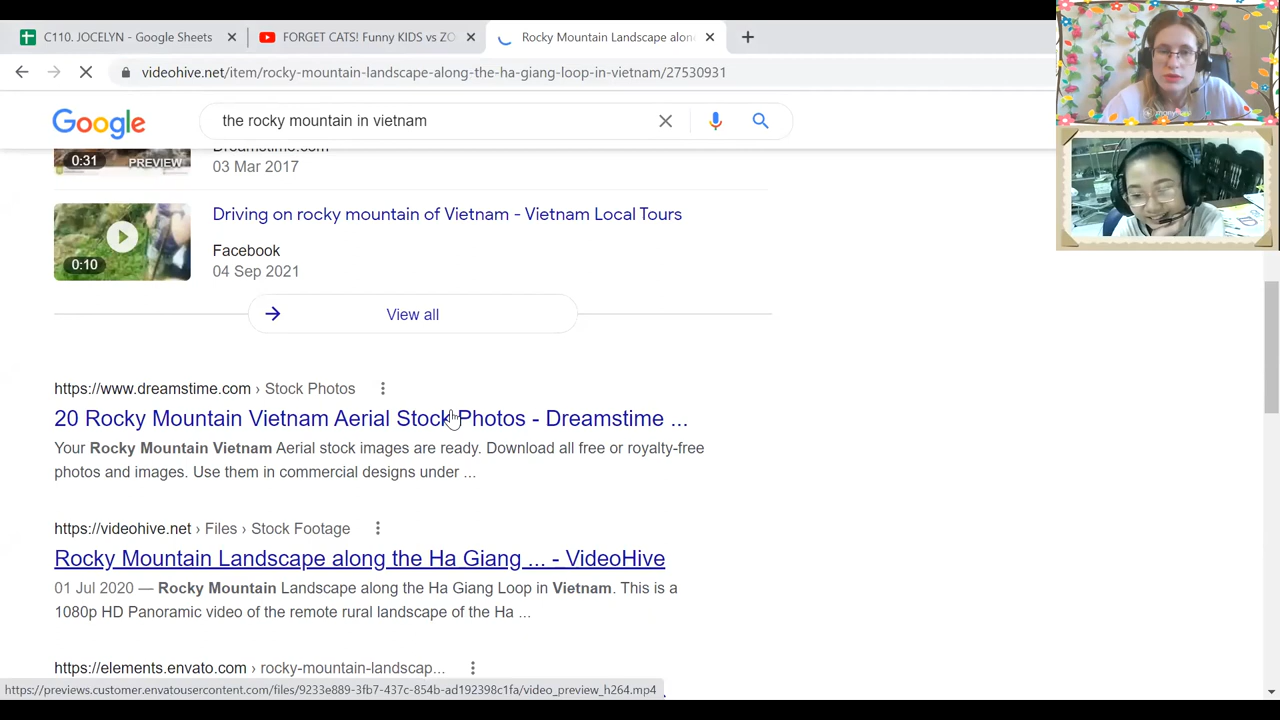 C110. JOCELYN - Google Sheets
FORGET CATS! Funny KIDS vs ZO
Rocky Mountain Landscape alon
videohive.net/item/rocky-mountain-landscape-along-the-ha-giang-loop-in-vietnam/27530931
Google
the rocky mountain in vietnam
0:31
PREVIEW
Dreamstime.com
03 Mar 2017
Driving on rocky mountain of Vietnam - Vietnam Local Tours
Facebook
0:10
04 Sep 2021
View all
https://www.dreamstime.com › Stock Photos
20 Rocky Mountain Vietnam Aerial Stock Photos - Dreamstime ...
Your Rocky Mountain Vietnam Aerial stock images are ready. Download all free or royalty-free
photos and images. Use them in commercial designs under ...
https://videohive.net › Files › Stock Footage
Rocky Mountain Landscape along the Ha Giang ... - VideoHive
01 Jul 2020 — Rocky Mountain Landscape along the Ha Giang Loop in Vietnam. This is a
1080p HD Panoramic video of the remote rural landscape of the Ha ...
https://elements.envato.com › rocky-mountain-landscap...
https://previews.customer.envatousercontent.com/files/9233e889-3fb7-437c-854b-ad192398c1fa/video_preview_h264.mp4